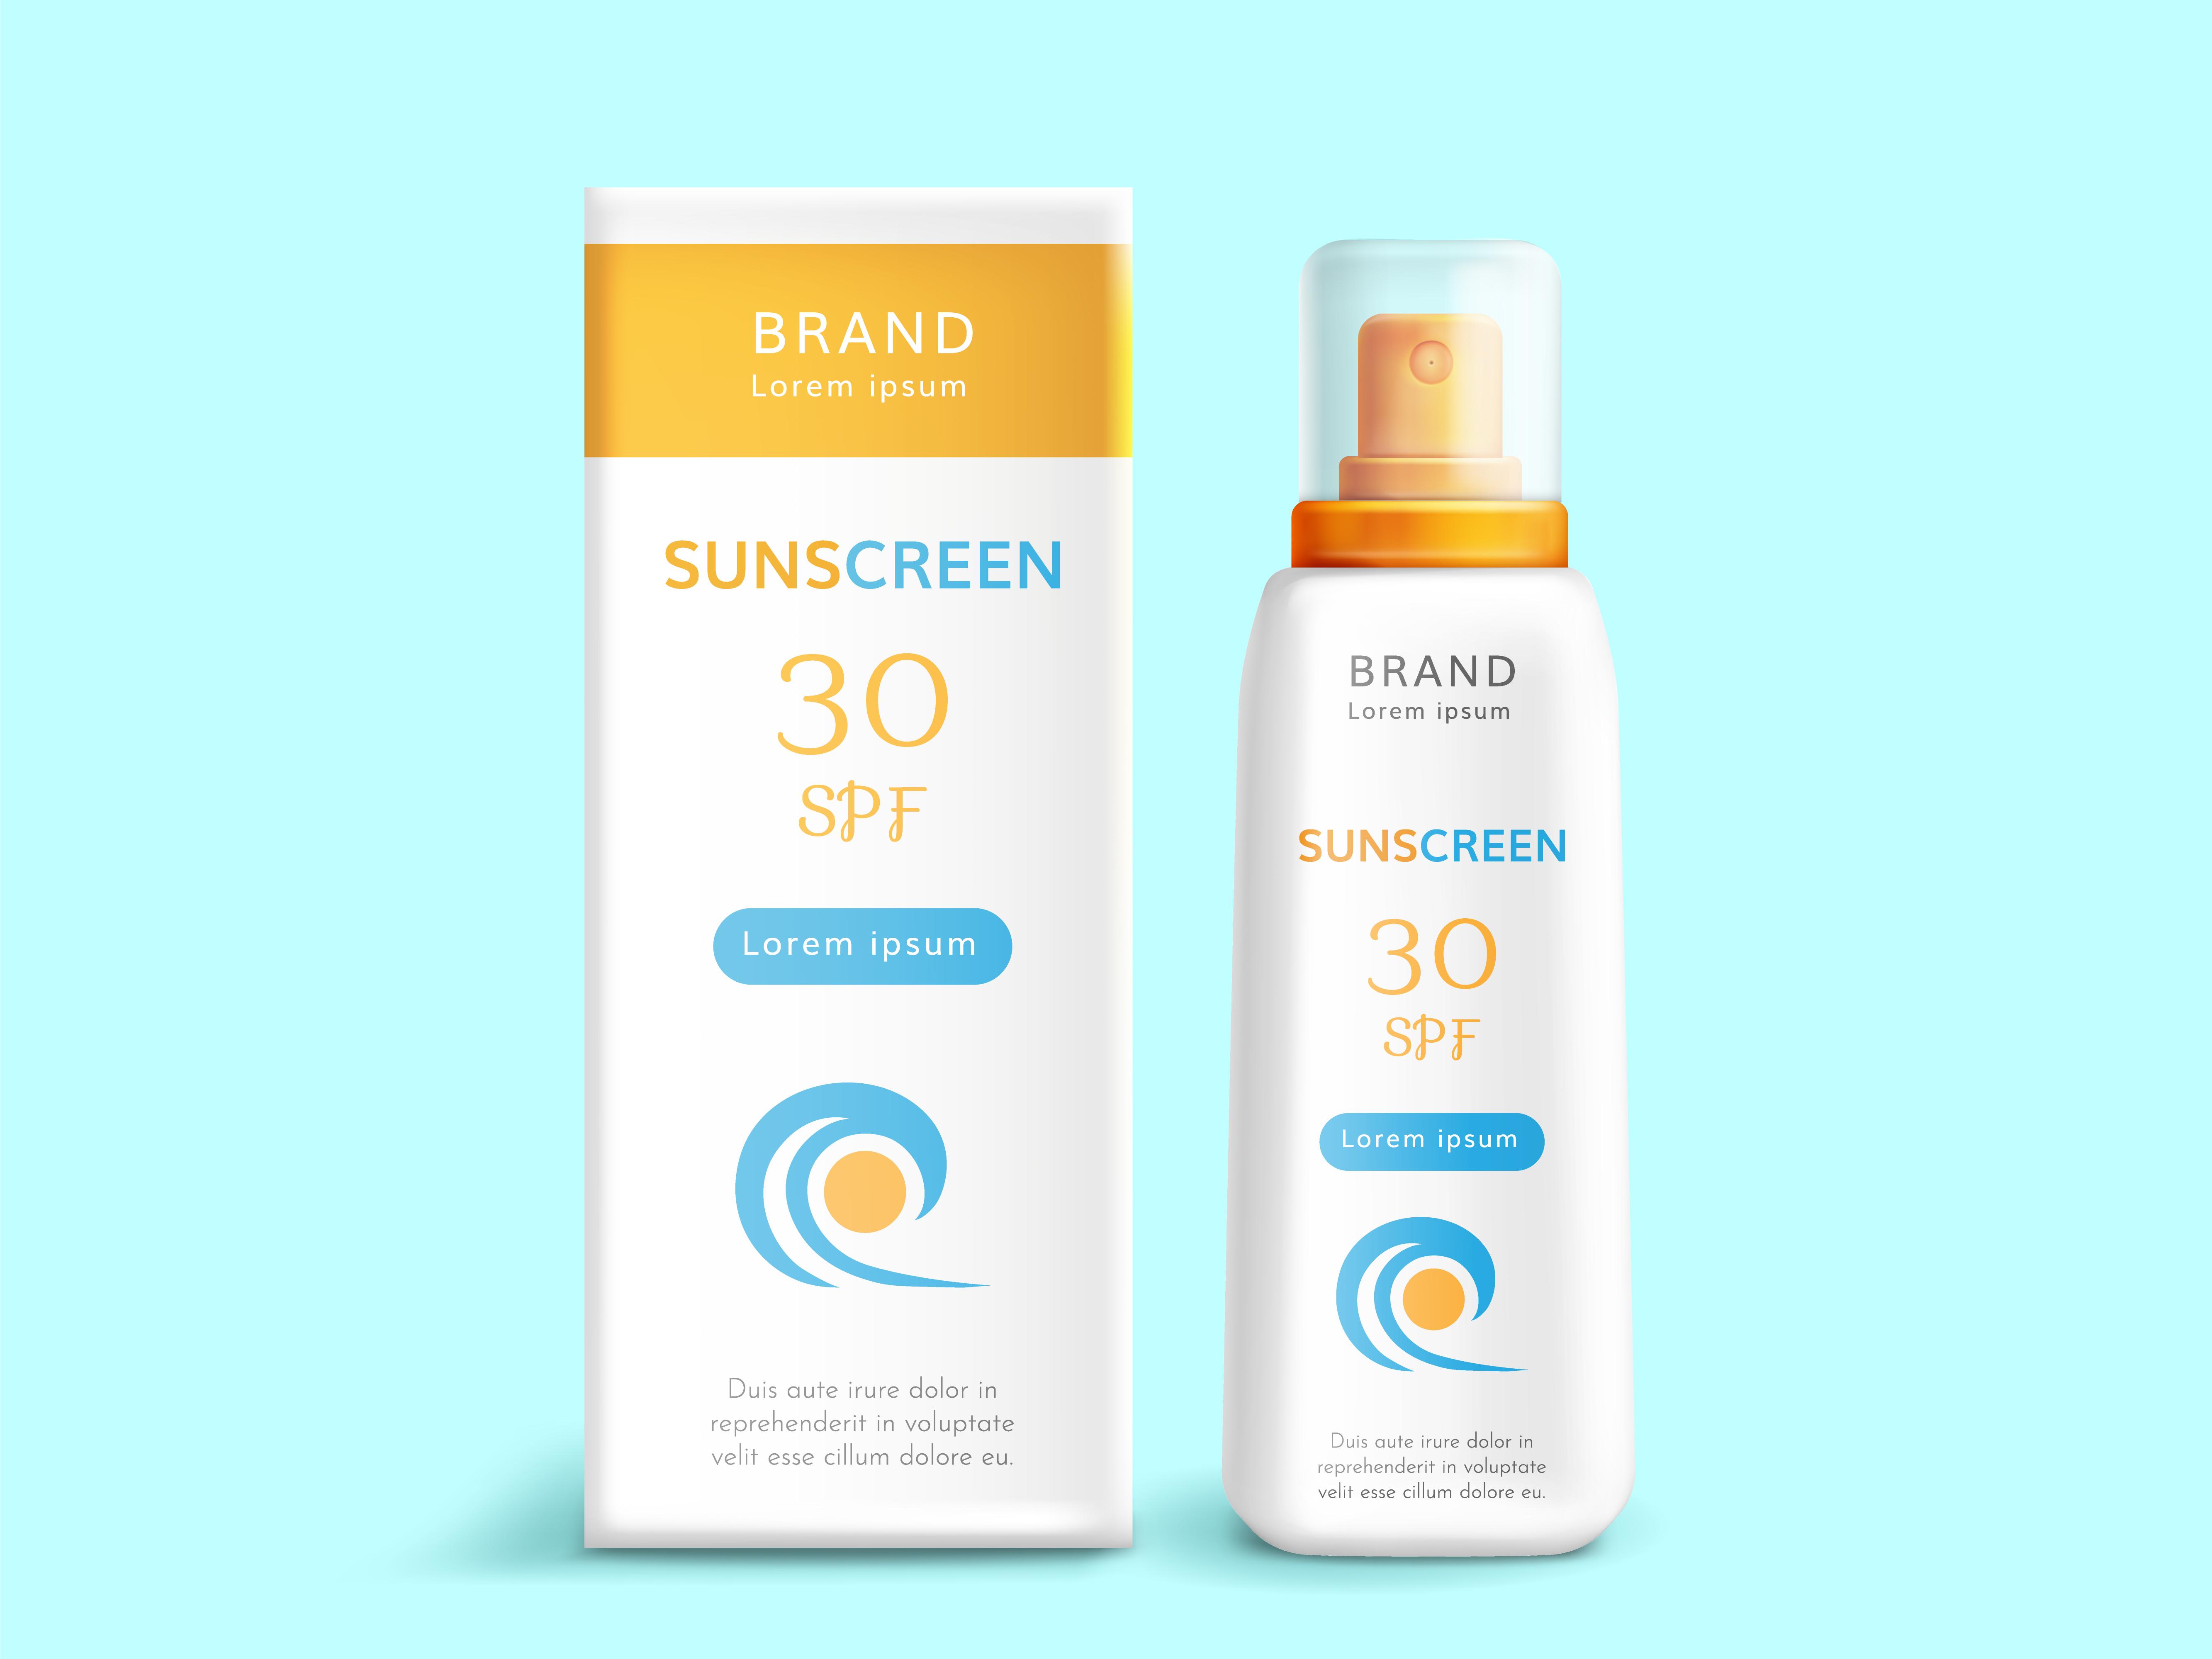 BRAND
Lorem ipsum
SUNSCREEN
30
SPF
Lorem ipsum
Duis aute irure dolor in
reprehenderit in voluptate
velit esse cillum dolore eu.
BRAND
Lorem ipsum
SUNSCREEN
30
SPF
Lorem ipsum
Duis aute irure dolor in
reprehenderit in voluptate
velit esse cillum dolore eu.